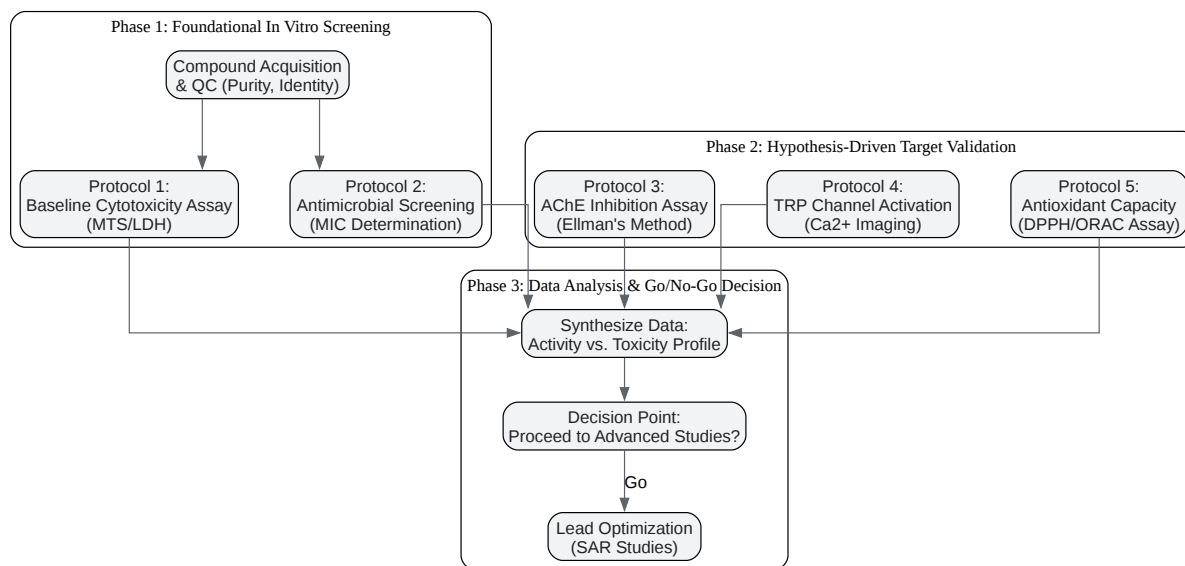 Phase 1: Foundational In Vitro Screening
Compound Acquisition
& QC (Purity, Identity)
Protocol 1:
Baseline Cytotoxicity Assay
(MTS/LDH)
Protocol 2:
Antimicrobial Screening
(MIC Determination)
Phase 2: Hypothesis-Driven Target Validation
Protocol 3:
AChE Inhibition Assay
(Ellman's Method)
Protocol 4:
TRP Channel Activation
(Ca2+ Imaging)
Protocol 5:
Antioxidant Capacity
(DPPH/ORAC Assay)
Phase 3: Data Analysis & Go/No-Go Decision
Synthesize Data:
Activity vs. Toxicity Profile
Decision Point:
Proceed to Advanced Studies?
Go
Lead Optimization
(SAR Studies)